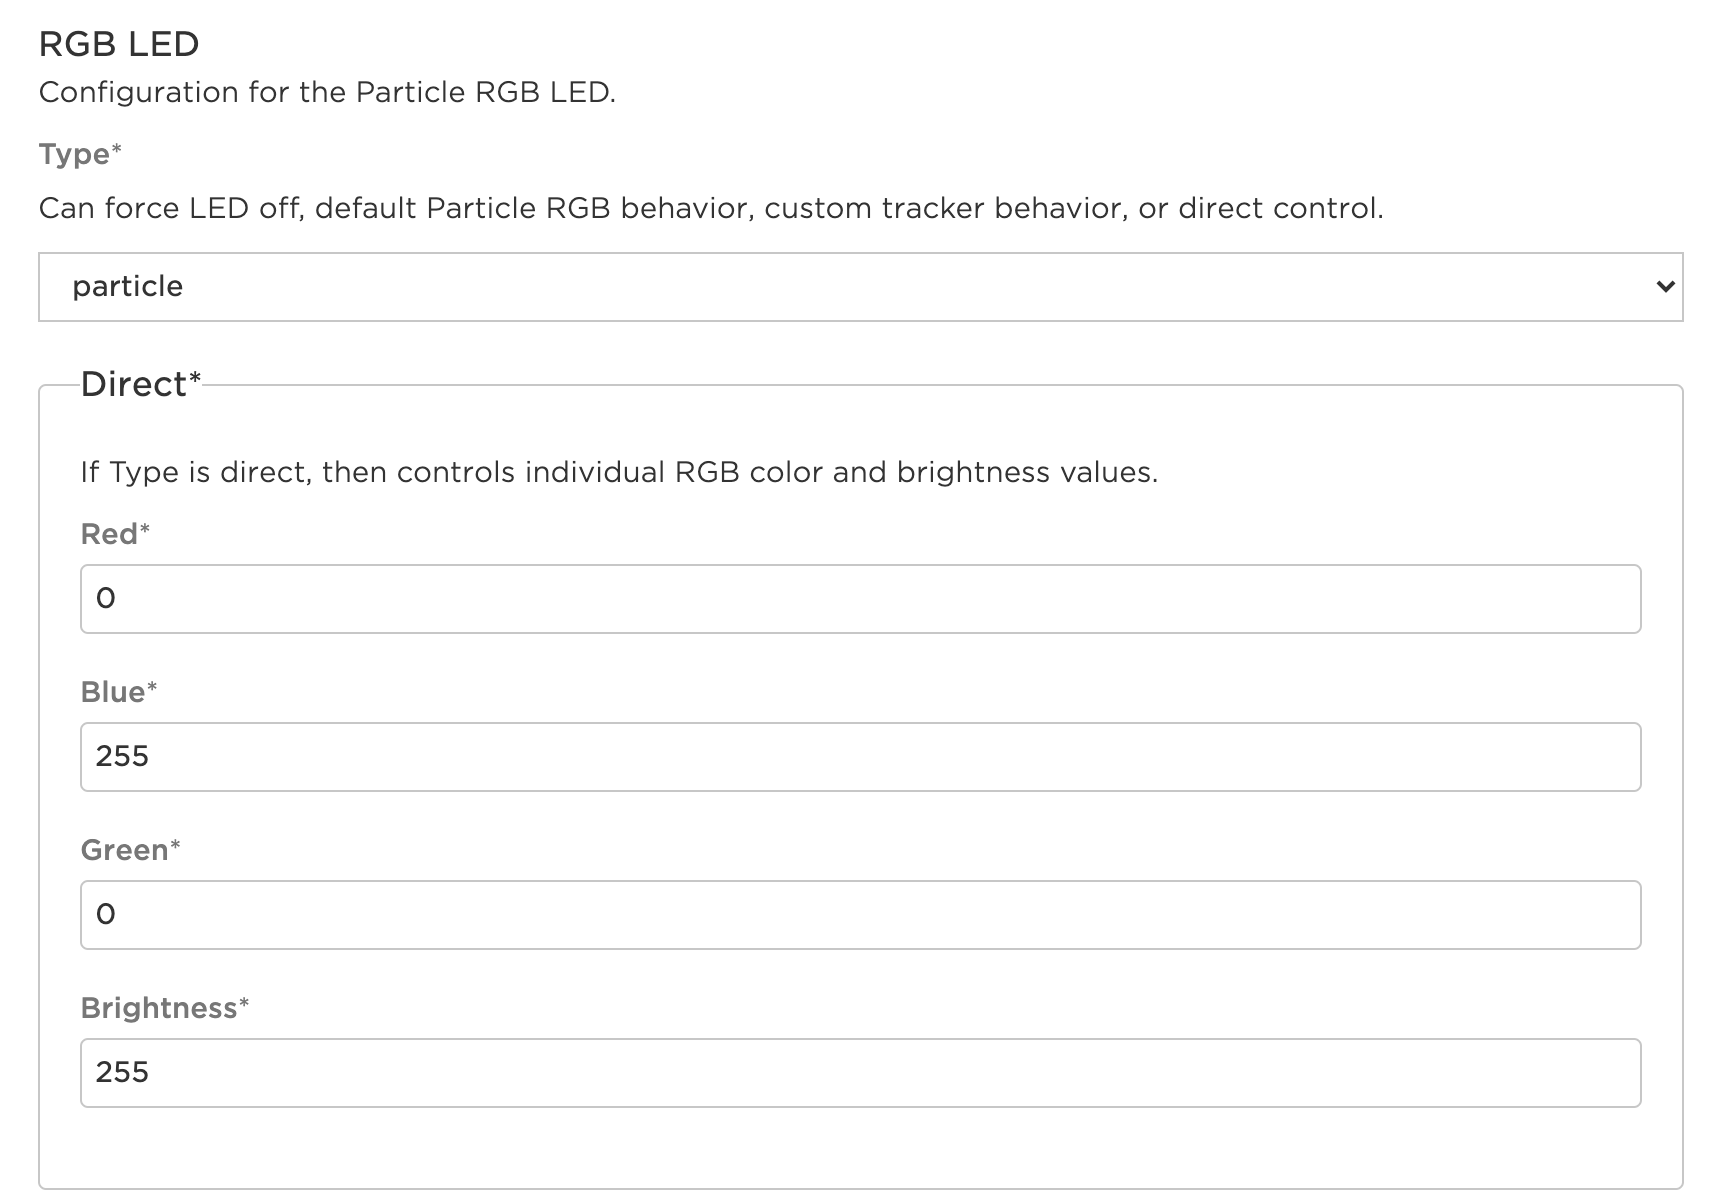 RGB LED
Configuration for the Particle RGB LED.
Type*
Can force LED off, default Particle RGB behavior, custom tracker behavior, or direct control.
particle
Direct*
If Type is direct, then controls individual RGB color and brightness values.
Red*
0
Blue*
255
Green*
0
Brightness*
255